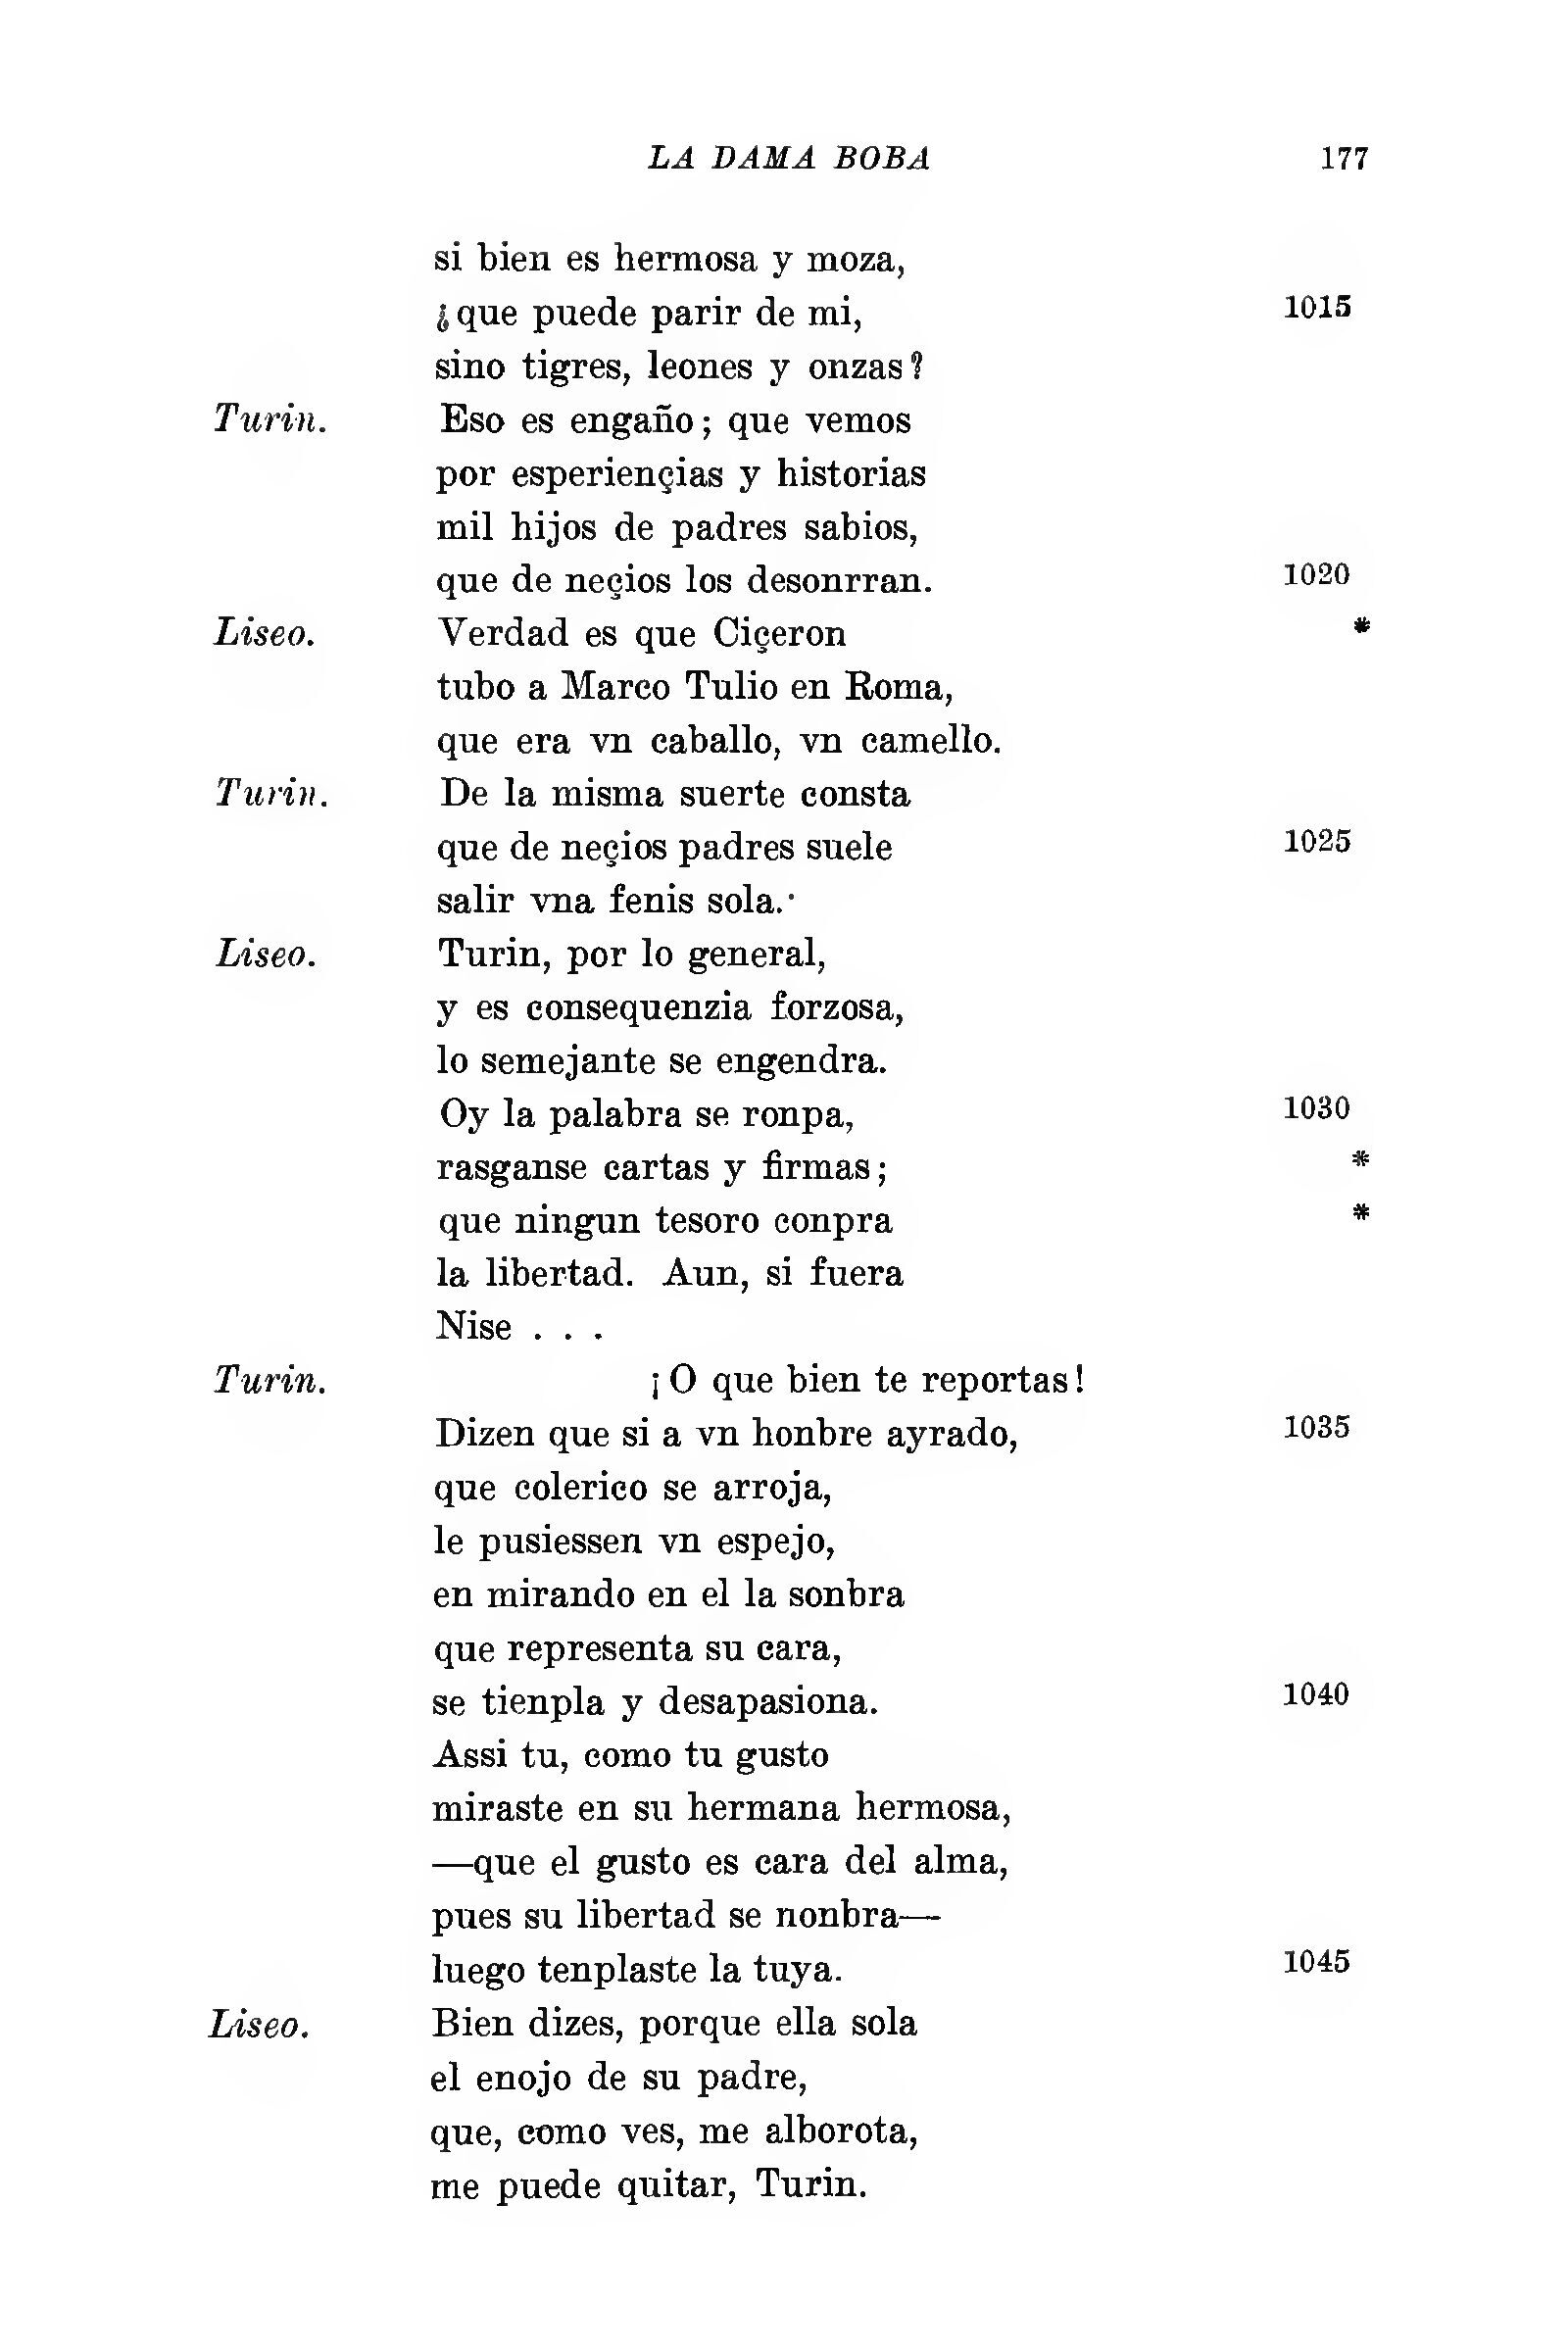 LA DAMA BOBA 177
si bien es hermosa y moza,
¿que puede parir de mi, 1015
sino tigres, leones y onzas?
Turin. Eso es engaño; que vemos
por esperiençias y historias
mil hijos de padres sabios,
que de neçios los desonrran. 1020
Liseo. Verdad es que Ciçeron *
tubo a Marco Tulio en Roma,
que era vn caballo, vn camello.
Turin. De la misma suerte consta
que de neçios padres suele 1025
salir vna fenis sola.
Liseo. Turin, por lo general,
y es consequenzia forzosa,
lo semejante se engendra.
Oy la palabra se ronpa, 1030
rasganse cartas y firmas; *
que ningun tesoro conpra *
la libertad. Aun, si fuera
Nise . . .
Turin. ¡O que bien te reportas!
Dizen que si a vn honbre ayrado, 1035
que colerico se arroja,
le pusiessen vn espejo,
en mirando en el la sonbra
que representa su cara,
se tienpla y desapasiona. 1040
Assi tu, como tu gusto
miraste en su hermana hermosa,
—que el gusto es cara del alma,
pues su libertad se nonbra—
luego tenplaste la tuya. 1045
Liseo. Bien dizes, porque ella sola
el enojo de su padre,
que, como ves, me alborota,
me puede quitar, Turin.